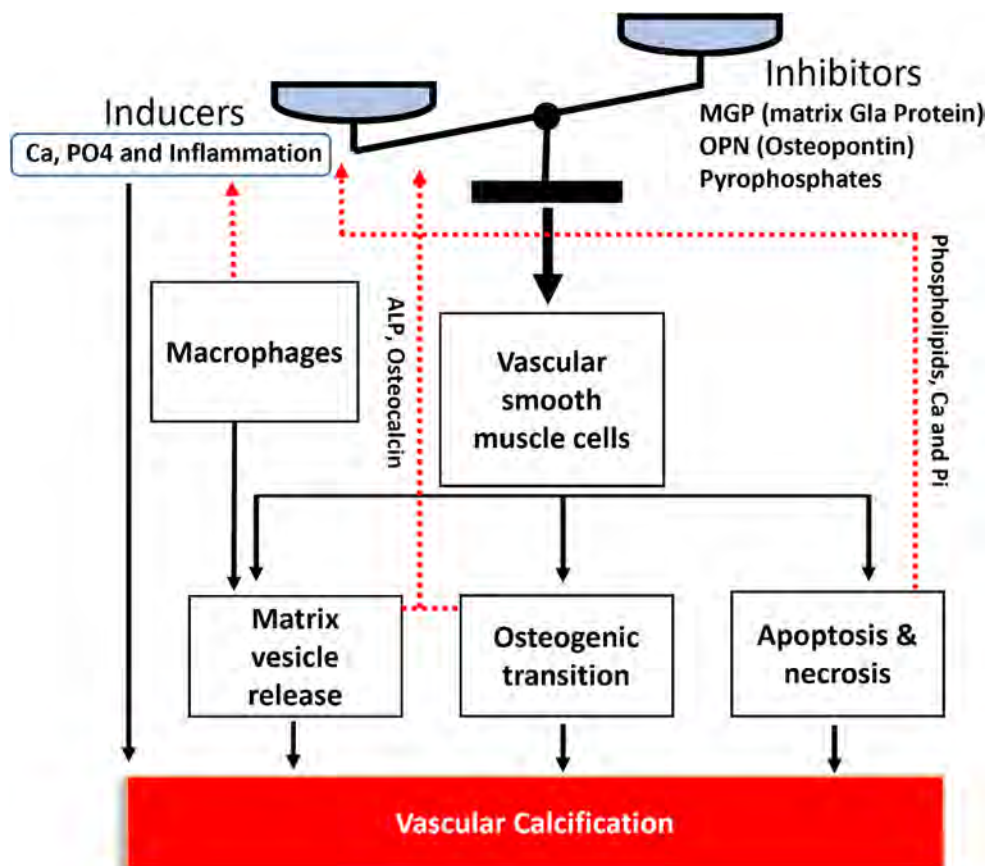 Inducers
Ca, PO4 and Inflammation
Inhibitors
MGP (matrix Gla Protein)
OPN (Osteopontin)
Pyrophosphates
Macrophages
ALP, Osteocalcin
Vascular
smooth
muscle cells
Phospholipids, Ca and Pi
Matrix
vesicle
release
Osteogenic
transition
Apoptosis &
necrosis
Vascular Calcification